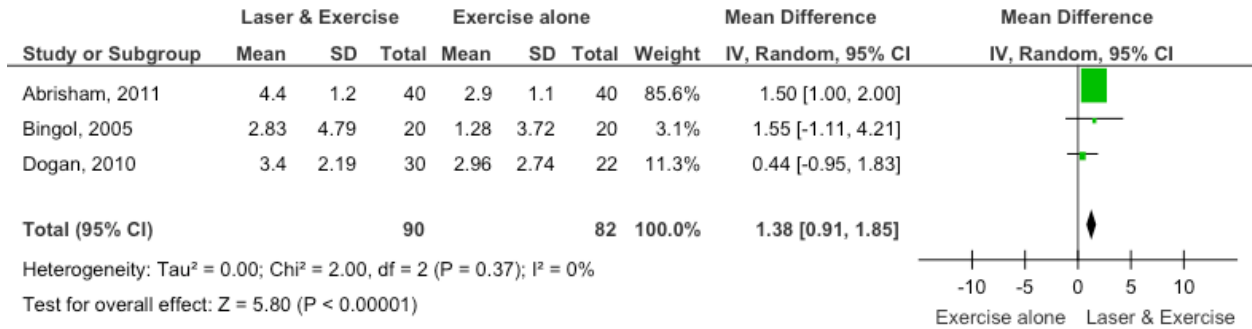 Laser & Exercise Exercise alone Mean Difference Mean Difference
Study or Subgroup Mean SD Total Mean SD Total Weight IV, Random, 95% CI IV, Random, 95% CI
Abrisham, 2011 4.4 1.2 40 2.9 1.1 40 85.6% 1.50 [1.00, 2.00]
Bingol, 2005 2.83 4.79 20 1.28 3.72 20 3.1% 1.55 [-1.11, 4.21]
Dogan, 2010 3.4 2.19 30 2.96 2.74 22 11.3% 0.44 [-0.95, 1.83]
Total (95% CI) 90 82 100.0% 1.38 [0.91, 1.85]
Heterogeneity: Tau² = 0.00; Chi² = 2.00, df = 2 (P = 0.37); I² = 0%
Test for overall effect: Z = 5.80 (P < 0.00001)
-10 -5 0 5 10
Exercise alone Laser & Exercise